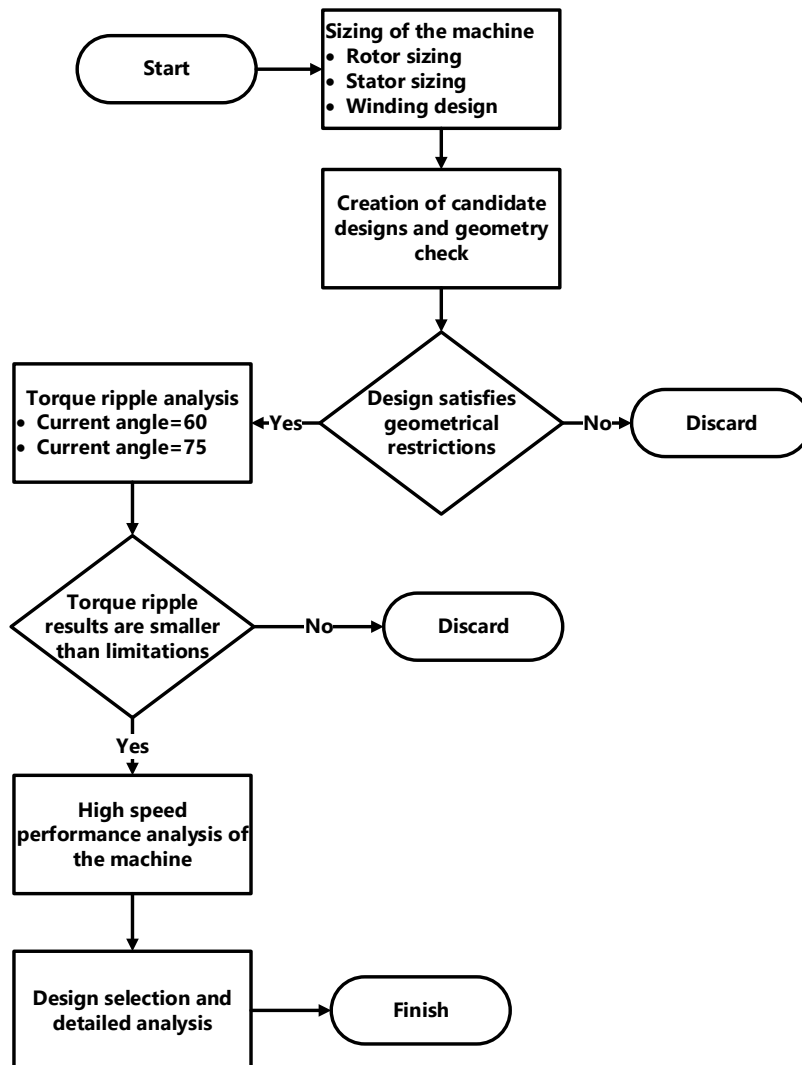 Start
Sizing of the machine
• Rotor sizing
• Stator sizing
• Winding design
Creation of candidate
designs and geometry
check
Design satisfies
geometrical
restrictions
Yes
No
Discard
Torque ripple analysis
• Current angle=60
• Current angle=75
Torque ripple
results are smaller
than limitations
No
Discard
Yes
High speed
performance analysis of
the machine
Design selection and
detailed analysis
Finish